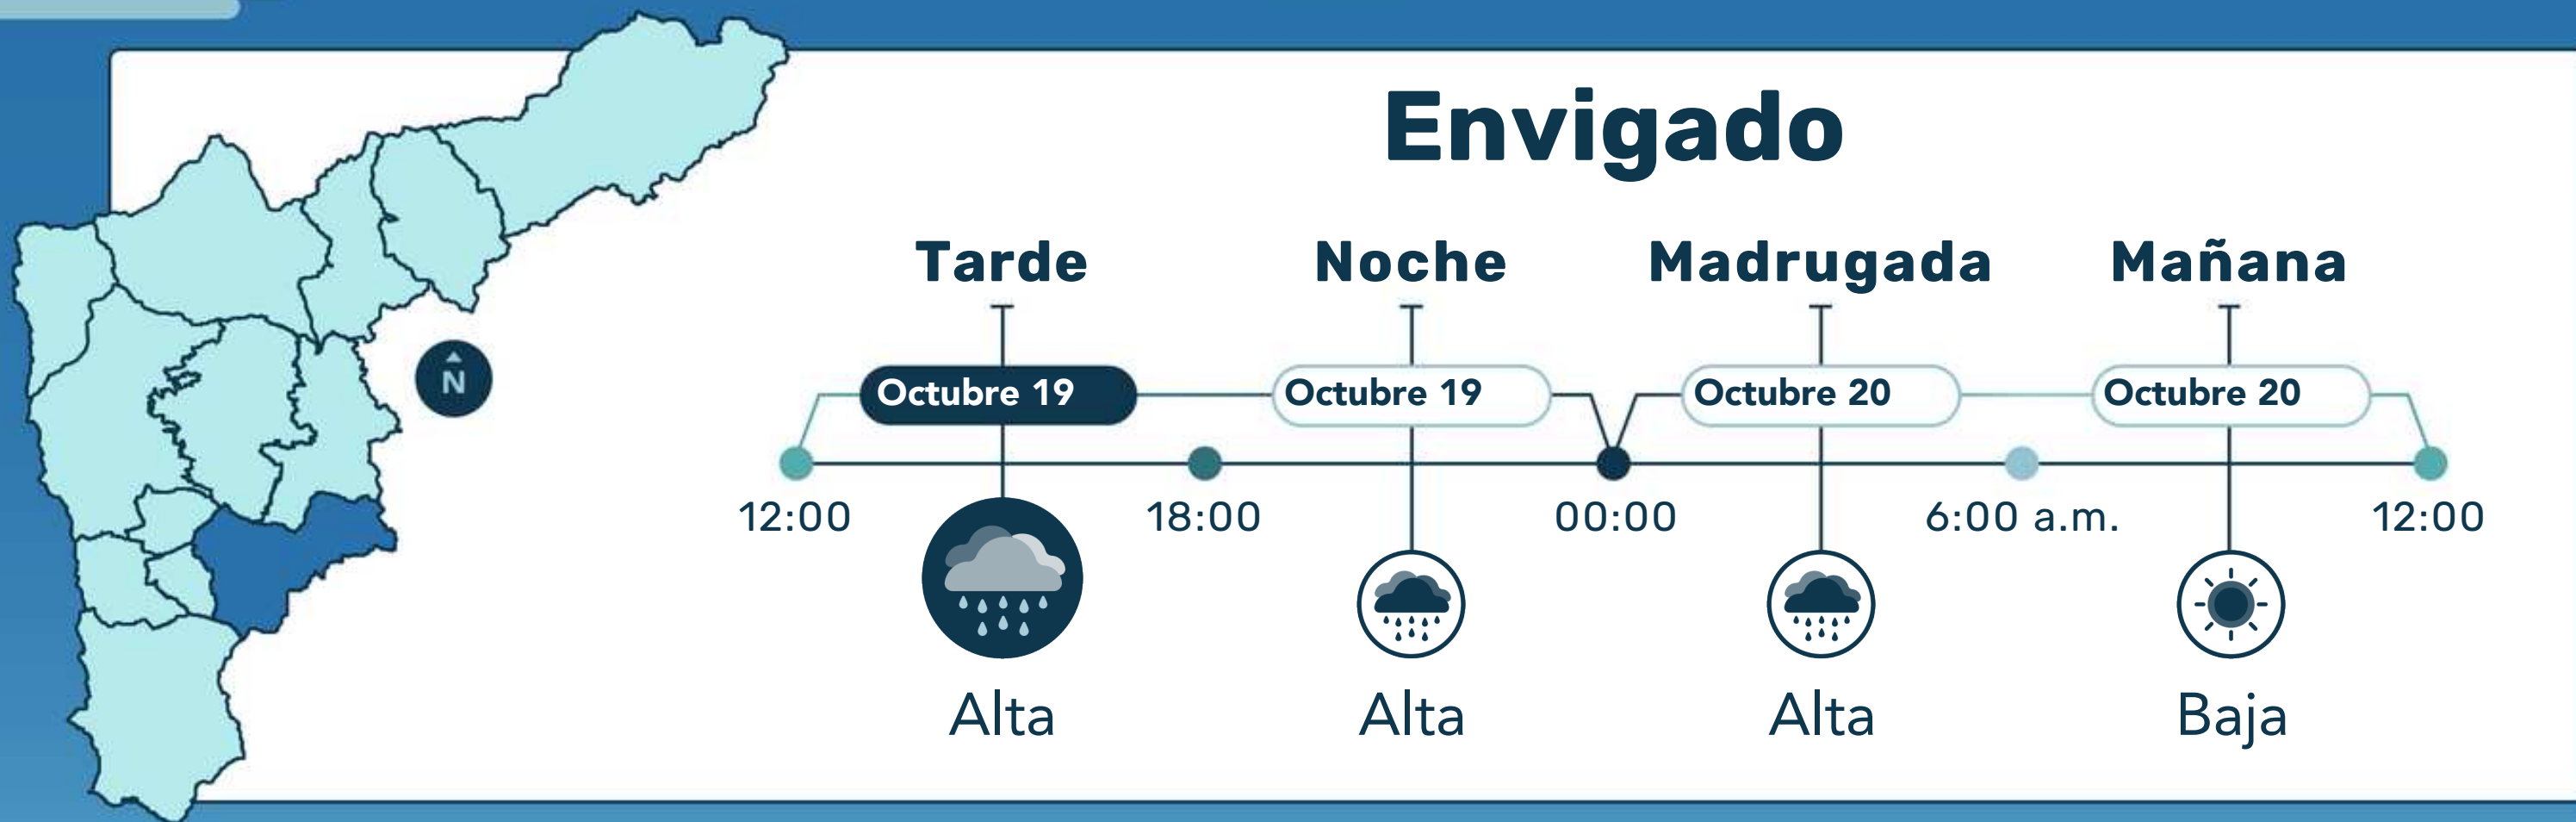 Envigado
Tarde Noche Madrugada Mañana
N
Octubre 19 Octubre 19 Octubre 20 Octubre 20
12:00 18:00 00:00 6:00 a.m. 12:00
Alta Alta Alta Baja